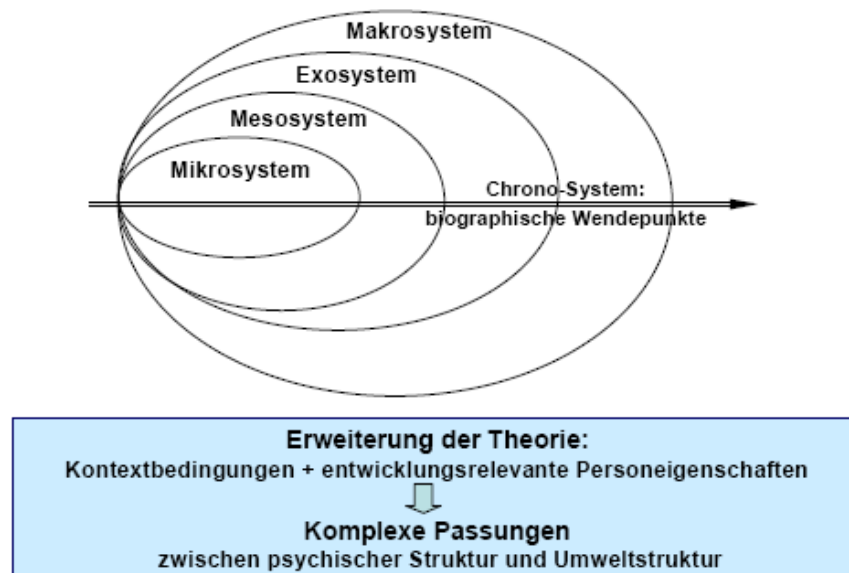 Makrosystem
Exosystem
Mesosystem
Mikrosystem
Chrono-System:
biographische Wendepunkte
Erweiterung der Theorie:
Kontextbedingungen + entwicklungsrelevante Personeigenschaften
Komplexe Passungen
zwischen psychischer Struktur und Umweltstruktur